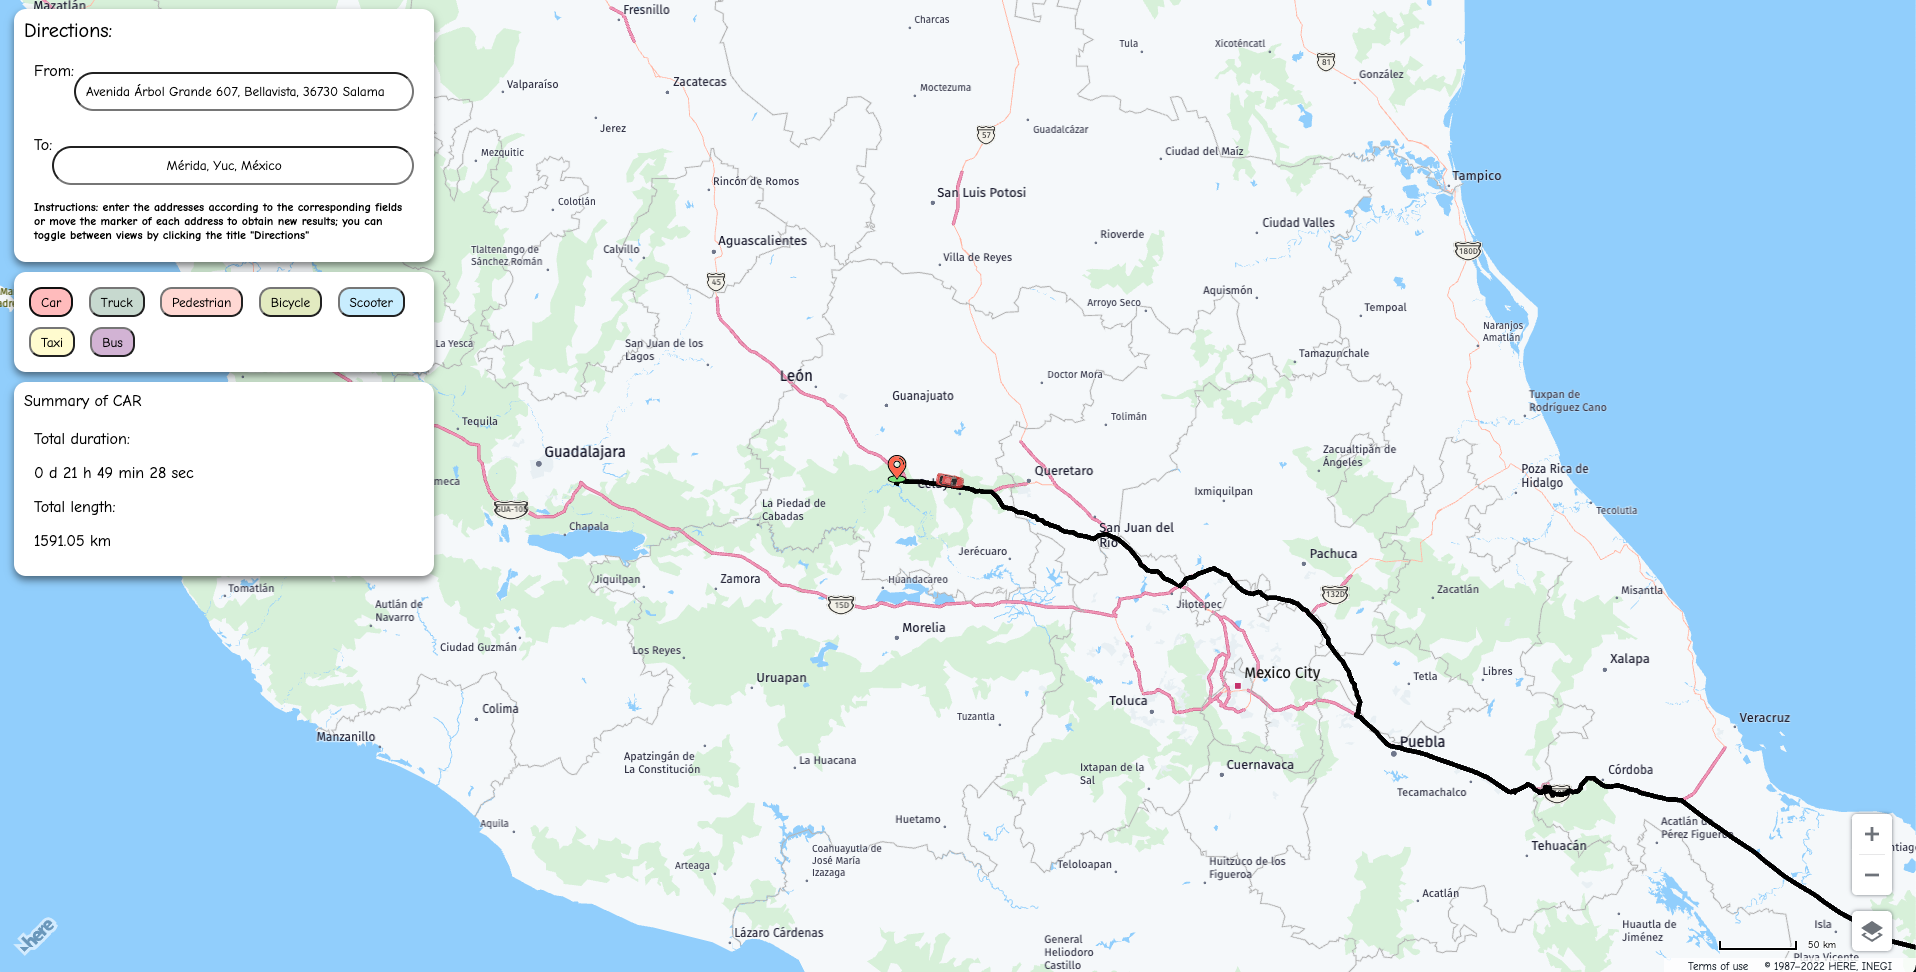 Directions:
From:
Avenida Árbol Grande 607, Bellavista, 36730 Salama
To:
Mérida, Yuc, México
Instructions: enter the addresses according to the corresponding fields
or move the marker of each address to obtain new results; you can
toggle between views by clicking the title "Directions"
Car
Truck
Pedestrian
Bicycle
Scooter
Taxi
Bus
Summary of CAR
Total duration:
0 d 21 h 49 min 28 sec
Total length:
1591.05 km
Mazatlán
Fresnillo
Charcas
Tula
Xicoténcatl
81
González
Valparaíso
Zacatecas
Moctezuma
Jerez
57
Guadalcázar
Mezquitic
Ciudad del Maíz
Rincón de Romos
San Luis Potosi
Tampico
Colotlán
Ciudad Valles
Tlaltenango de
Sánchez Román
Calvillo
Aguascalientes
Rioverde
180D
Villa de Reyes
45
Arroyo Seco
Aquismón
Tempoal
Naranjos
Amatlán
La Yesca
San Juan de los
Lagos
Tamazunchale
León
Doctor Mora
Guanajuato
Tuxpan de
Rodríguez Cano
Tequila
Tolimán
Guadalajara
Zacualtipán de
Ángeles
Queretaro
Poza Rica de
Hidalgo
meca
Ixmiquilpan
GUA-105
La Piedad de
Cabadas
Tecolutla
Chapala
San Juan del
Río
Jerécuaro
Pachuca
Jiquilpan
Zamora
Huandacareo
Tomatlán
Zacatlán
Misantla
132D
15D
Jilotepec
Autlán de
Navarro
Morelia
Ciudad Guzmán
Los Reyes
Xalapa
Mexico City
Libres
Tetla
Uruapan
Toluca
Colima
Tuzantla
Veracruz
Manzanillo
Puebla
Apatzingán de
La Constitución
La Huacana
Cuernavaca
Ixtapan de la
Sal
Córdoba
Tecamachalco
Aquila
Huetamo
Acatlán de
Pérez Figueroa
Tehuacán
Coahuayutla de
José María
Izazaga
Arteaga
Teloloapan
Huitzuco de los
Figueroa
Acatlán
Isla
Huautla de
Jiménez
Lázaro Cárdenas
General
Heliodoro
Castillo
50 km
Playa Vicente
here
Terms of use
© 1987–2022 HERE, INEGI